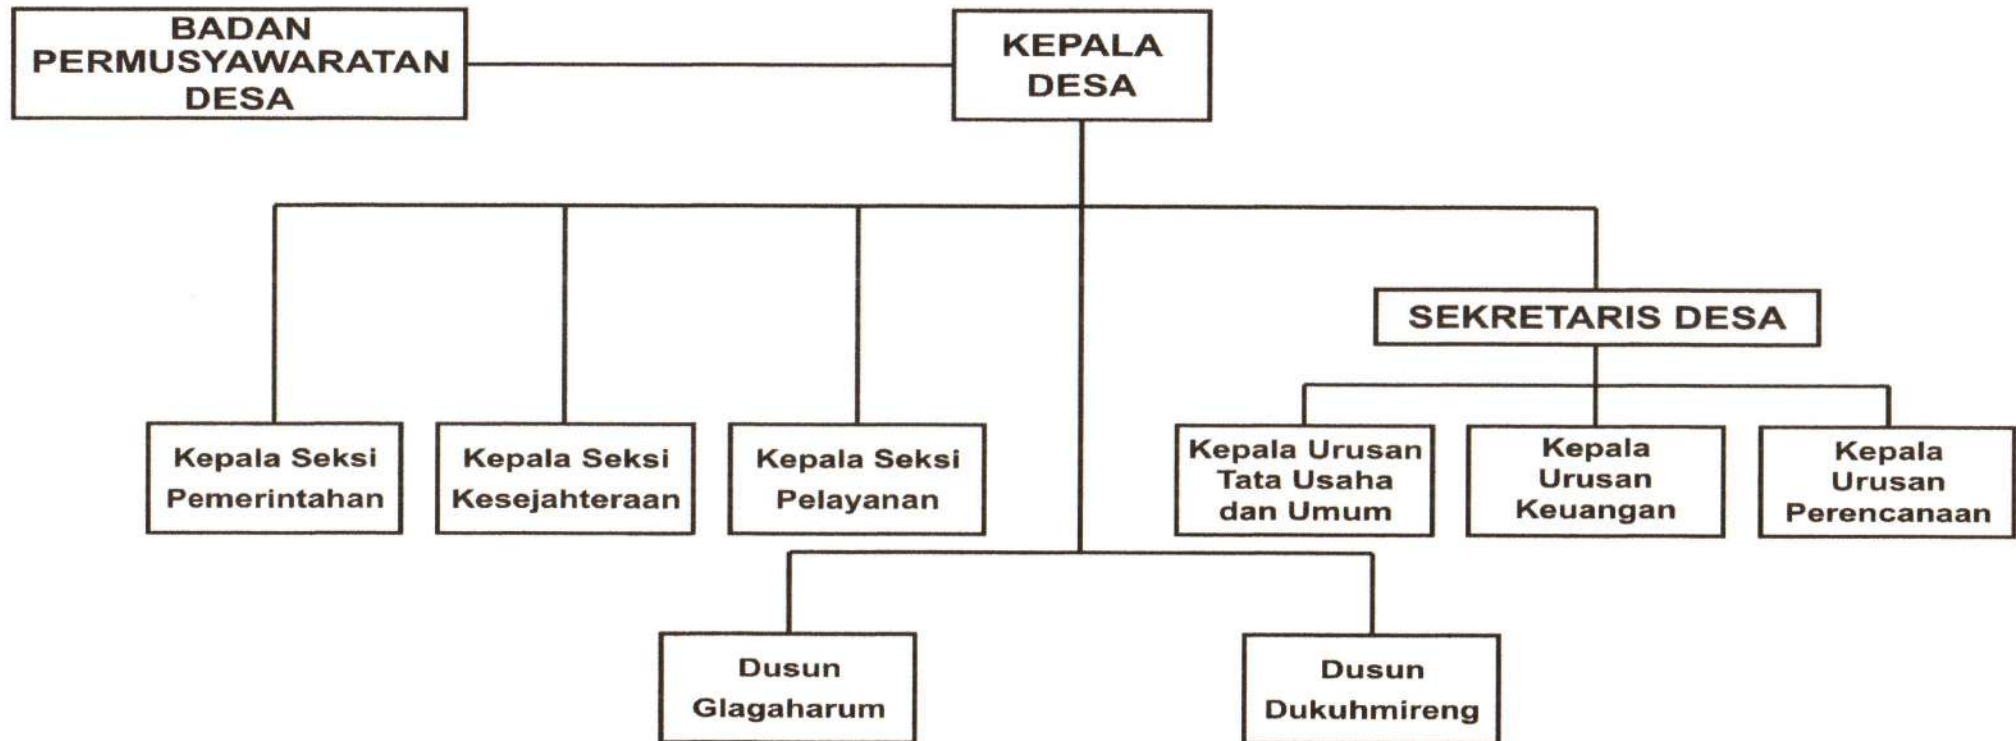 BADAN
PERMUSYAWARATAN
DESA
KEPALA
DESA
SEKRETARIS DESA
Kepala Seksi
Pemerintahan
Kepala Seksi
Kesejahteraan
Kepala Seksi
Pelayanan
Kepala Urusan
Tata Usaha
dan Umum
Kepala
Urusan
Keuangan
Kepala
Urusan
Perencanaan
Dusun
Glagaharum
Dusun
Dukuhmireng